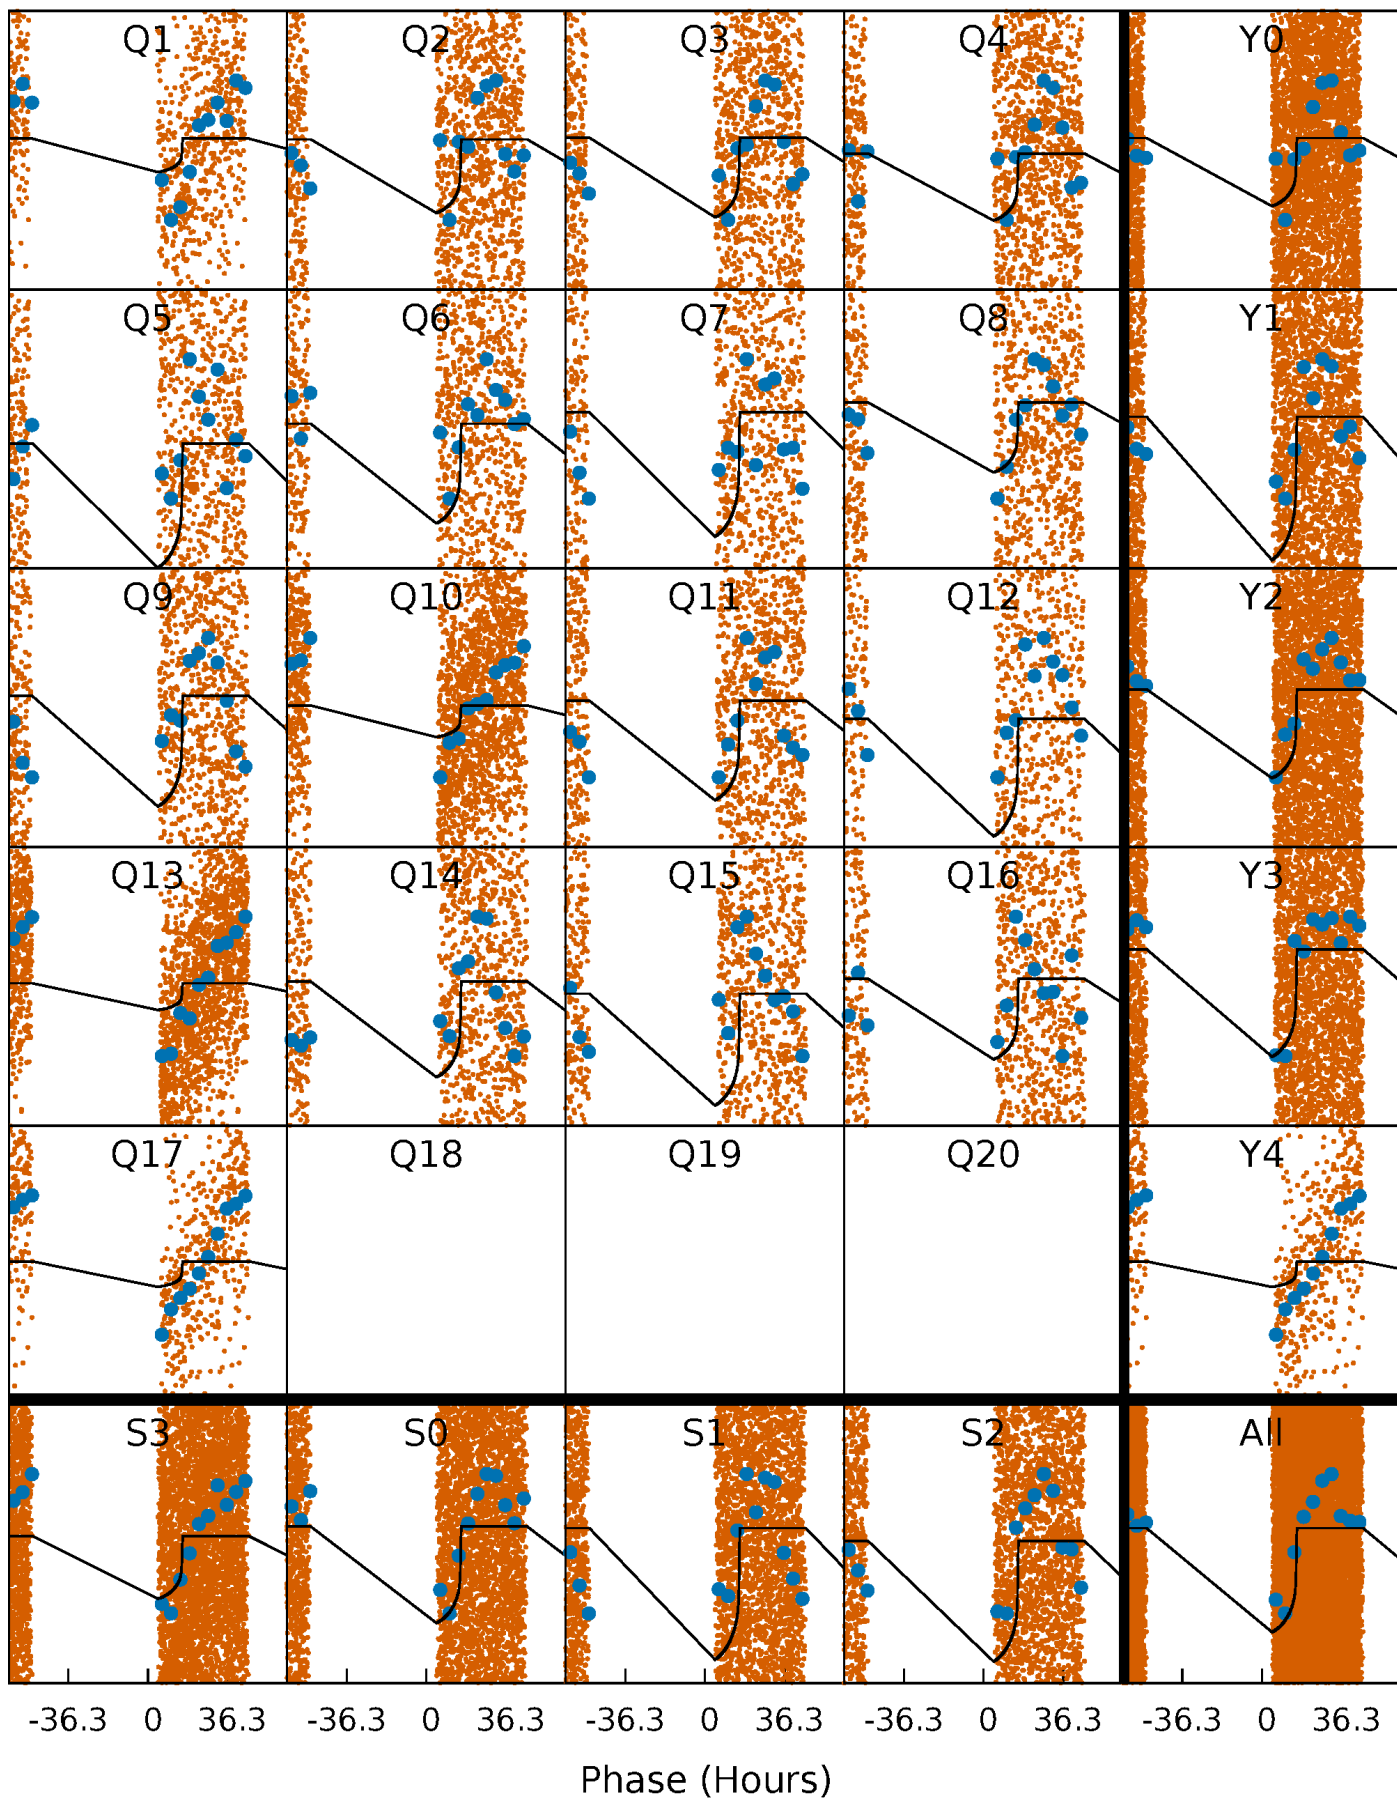 Q1 Q2 Q3 Q4 Y0
Q5 Q6 Q7 Q8 Y1
Q9 Q10 Q11 Q12 Y2
Q13 Q14 Q15 Q16 Y3
Q17 Q18 Q19 Q20 Y4
S3 S0 S1 S2 All
-36.3 0 36.3 -36.3 0 36.3 -36.3 0 36.3 -36.3 0 36.3 -36.3 0 36.3
Phase (Hours)